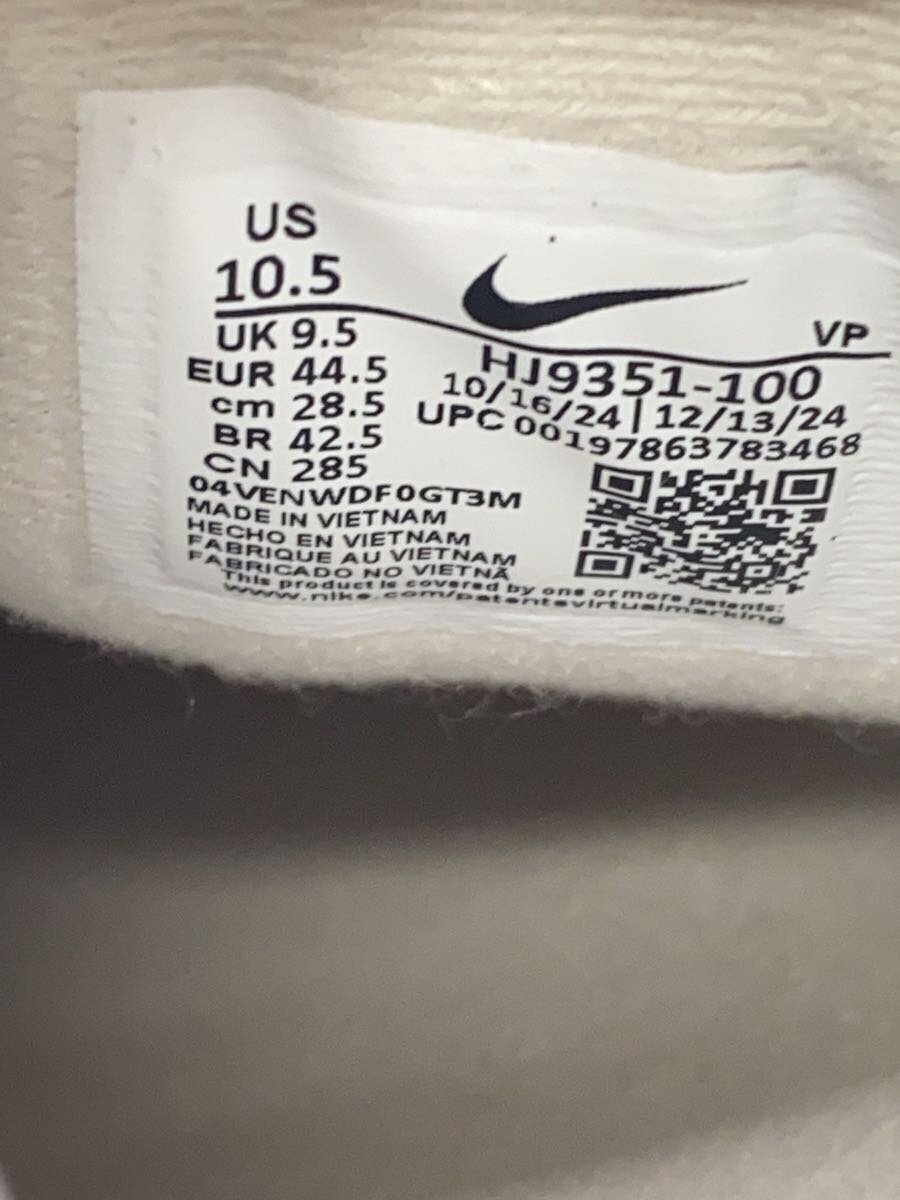 US
10.5
UK 9.5
EUR 44.5
cm 28.5
BR 42.5
CN 285
VP
HJ9351-100
10/16/24 | 12/13/24
UPC 00197863783468
04VENWDF0GT3M
MADE IN VIETNAM
HECHO EN VIETNAM
FABRIQUE AU VIETNAM
FABRICADO NO VIETNÃ
This product is covered by one or more patents:
www.nike.com/patentsvirtualmarking